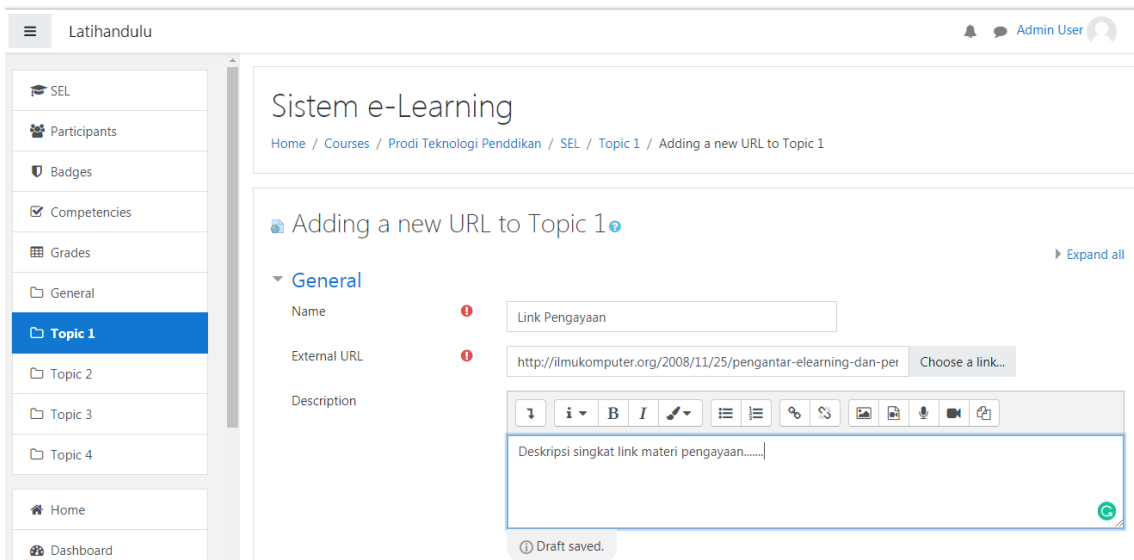 Latihandulu
Admin User
SEL
Participants
Badges
Competencies
Grades
General
Topic 1
Topic 2
Topic 3
Topic 4
Home
Dashboard
Sistem e-Learning
Home / Courses / Prodi Teknologi Penddikan / SEL / Topic 1 / Adding a new URL to Topic 1
Adding a new URL to Topic 1
Expand all
General
Name
Link Pengayaan
External URL
http://ilmukomputer.org/2008/11/25/pengantar-elearning-dan-per
Choose a link...
Description
i B I
Deskripsi singkat link materi pengayaan.......
Draft saved.